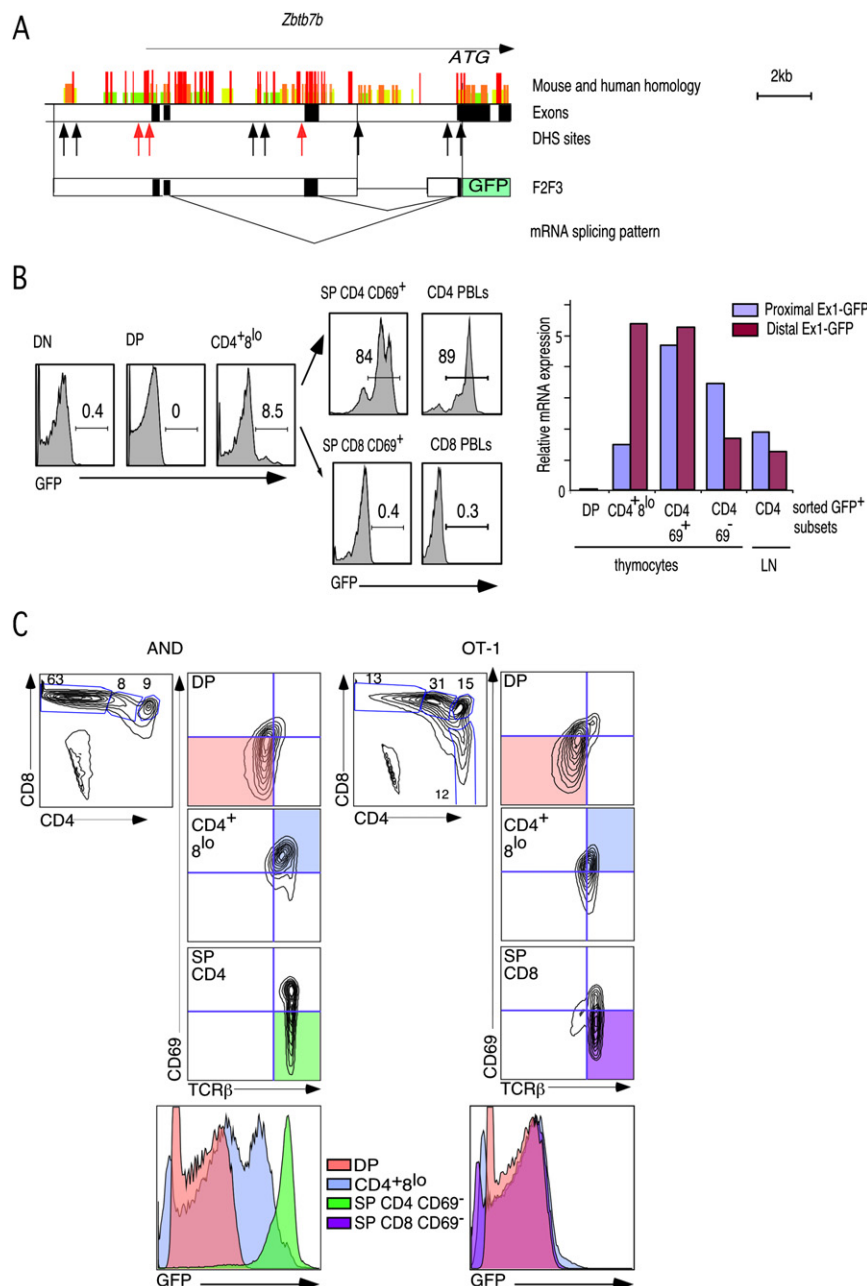 A
Zbtb7b
ATG
Mouse and human homology
2kb
Exons
DHS sites
GFP
F2F3
mRNA splicing pattern
B
SP CD4 CD69+
CD4 PBLs
DN
DP
CD4+8lo
84
89
0.4
0
8.5
GFP
SP CD8 CD69+
CD8 PBLs
0.4
0.3
GFP
Relative mRNA expression
5
0
Proximal Ex1-GFP
Distal Ex1-GFP
DP
CD4+8lo
CD4 69+
CD4 69-
CD4
sorted GFP+ subsets
thymocytes
LN
C
AND
OT-1
63
8
9
CD8
CD4
DP
CD4+
8lo
SP
CD4
CD69
TCRβ
13
31
15
12
CD8
CD4
DP
CD4+
8lo
SP
CD8
CD69
TCRβ
DP
CD4+8lo
SP CD4 CD69-
SP CD8 CD69-
GFP
GFP